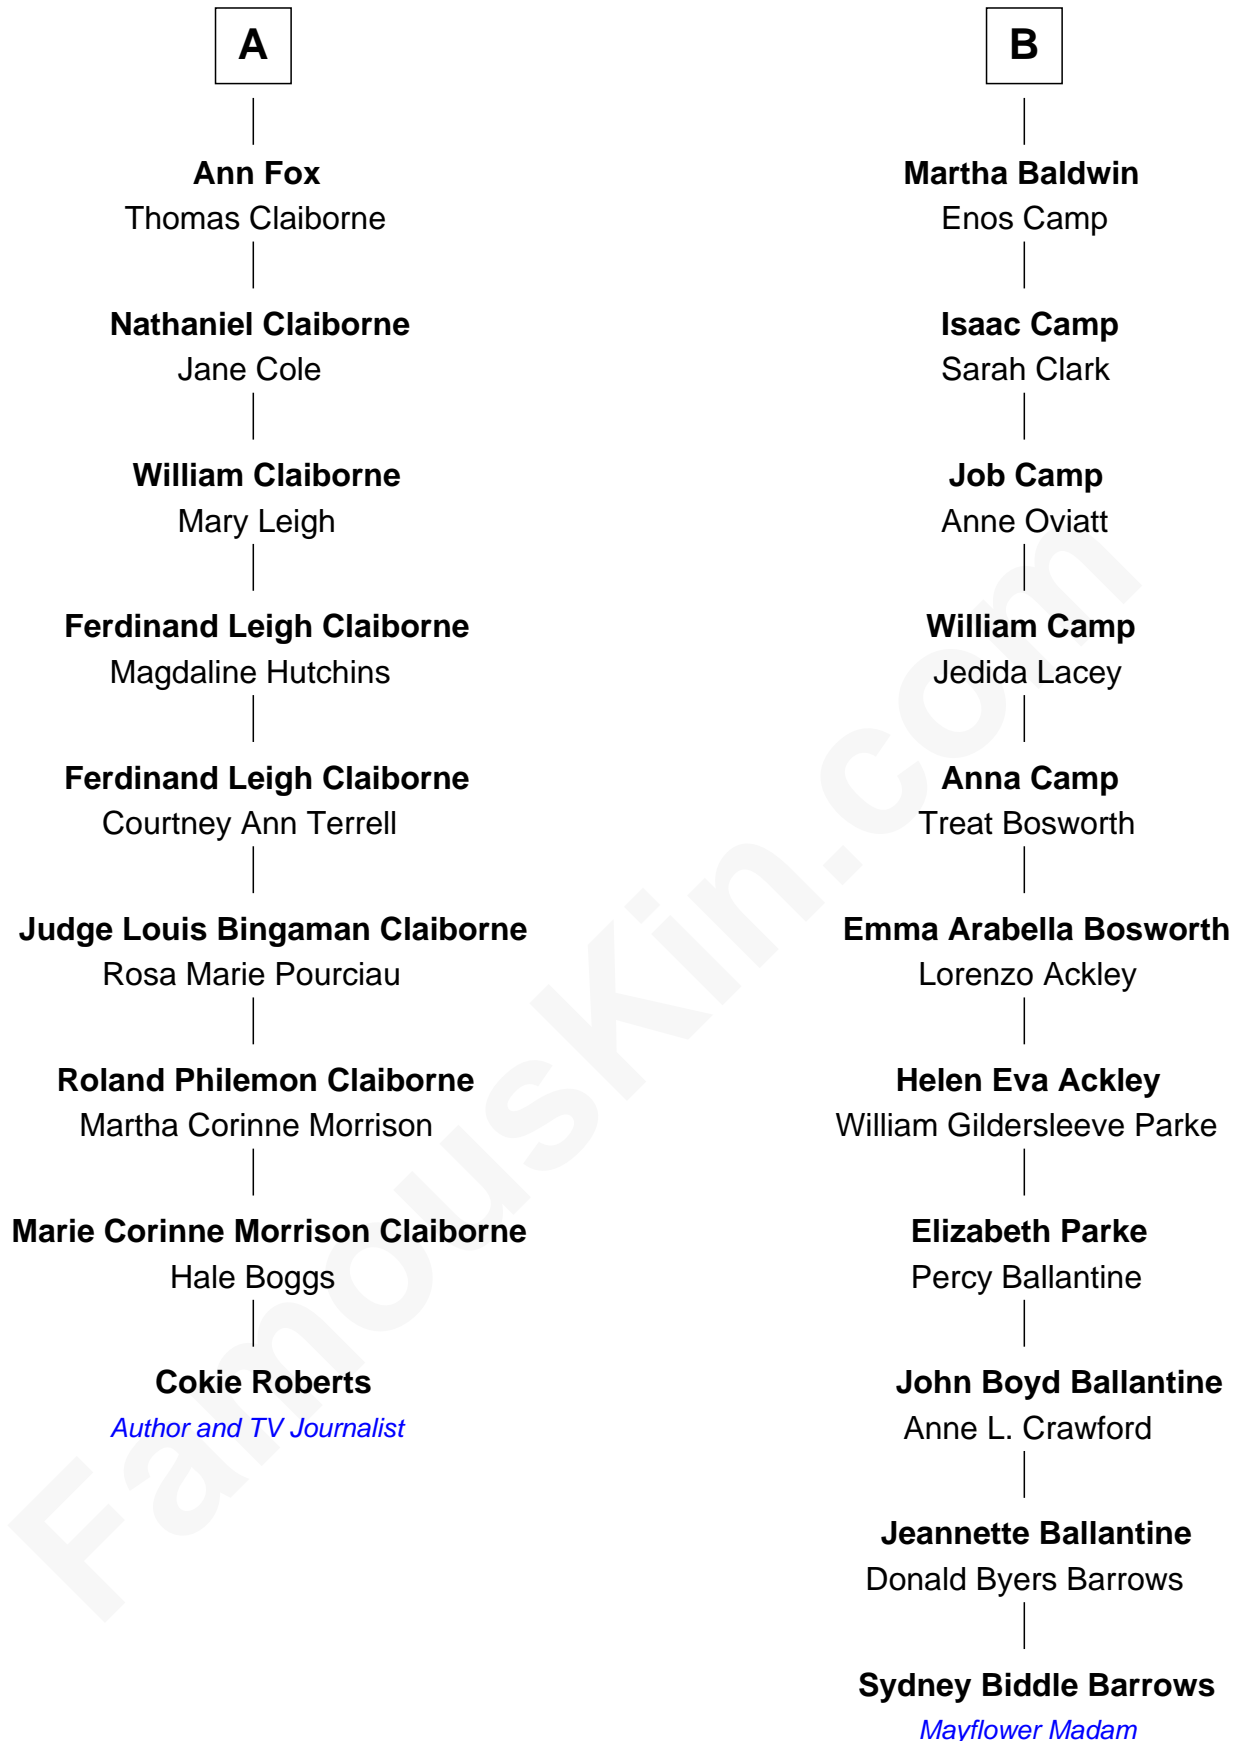 A
Ann Fox
Thomas Claiborne
Nathaniel Claiborne
Jane Cole
William Claiborne
Mary Leigh
Ferdinand Leigh Claiborne
Magdaline Hutchins
Ferdinand Leigh Claiborne
Courtney Ann Terrell
Judge Louis Bingaman Claiborne
Rosa Marie Pourciau
Roland Philemon Claiborne
Martha Corinne Morrison
Marie Corinne Morrison Claiborne
Hale Boggs
Cokie Roberts
Author and TV Journalist
B
Martha Baldwin
Enos Camp
Isaac Camp
Sarah Clark
Job Camp
Anne Oviatt
William Camp
Jedida Lacey
Anna Camp
Treat Bosworth
Emma Arabella Bosworth
Lorenzo Ackley
Helen Eva Ackley
William Gildersleeve Parke
Elizabeth Parke
Percy Ballantine
John Boyd Ballantine
Anne L. Crawford
Jeannette Ballantine
Donald Byers Barrows
Sydney Biddle Barrows
Mayflower Madam
FamousKin.com